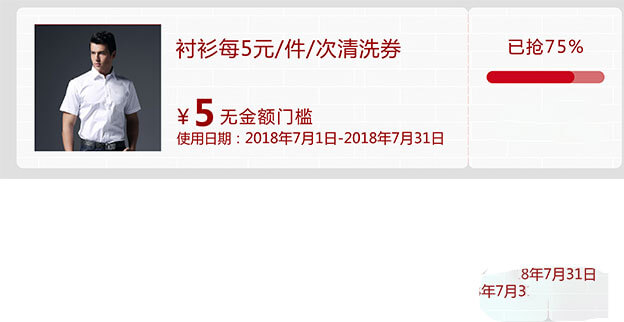 衬衫每5元/件/次清洗券
已抢75%
¥5无金额门槛
使用日期：2018年7月1日-2018年7月31日
8年7月31日
年7月3